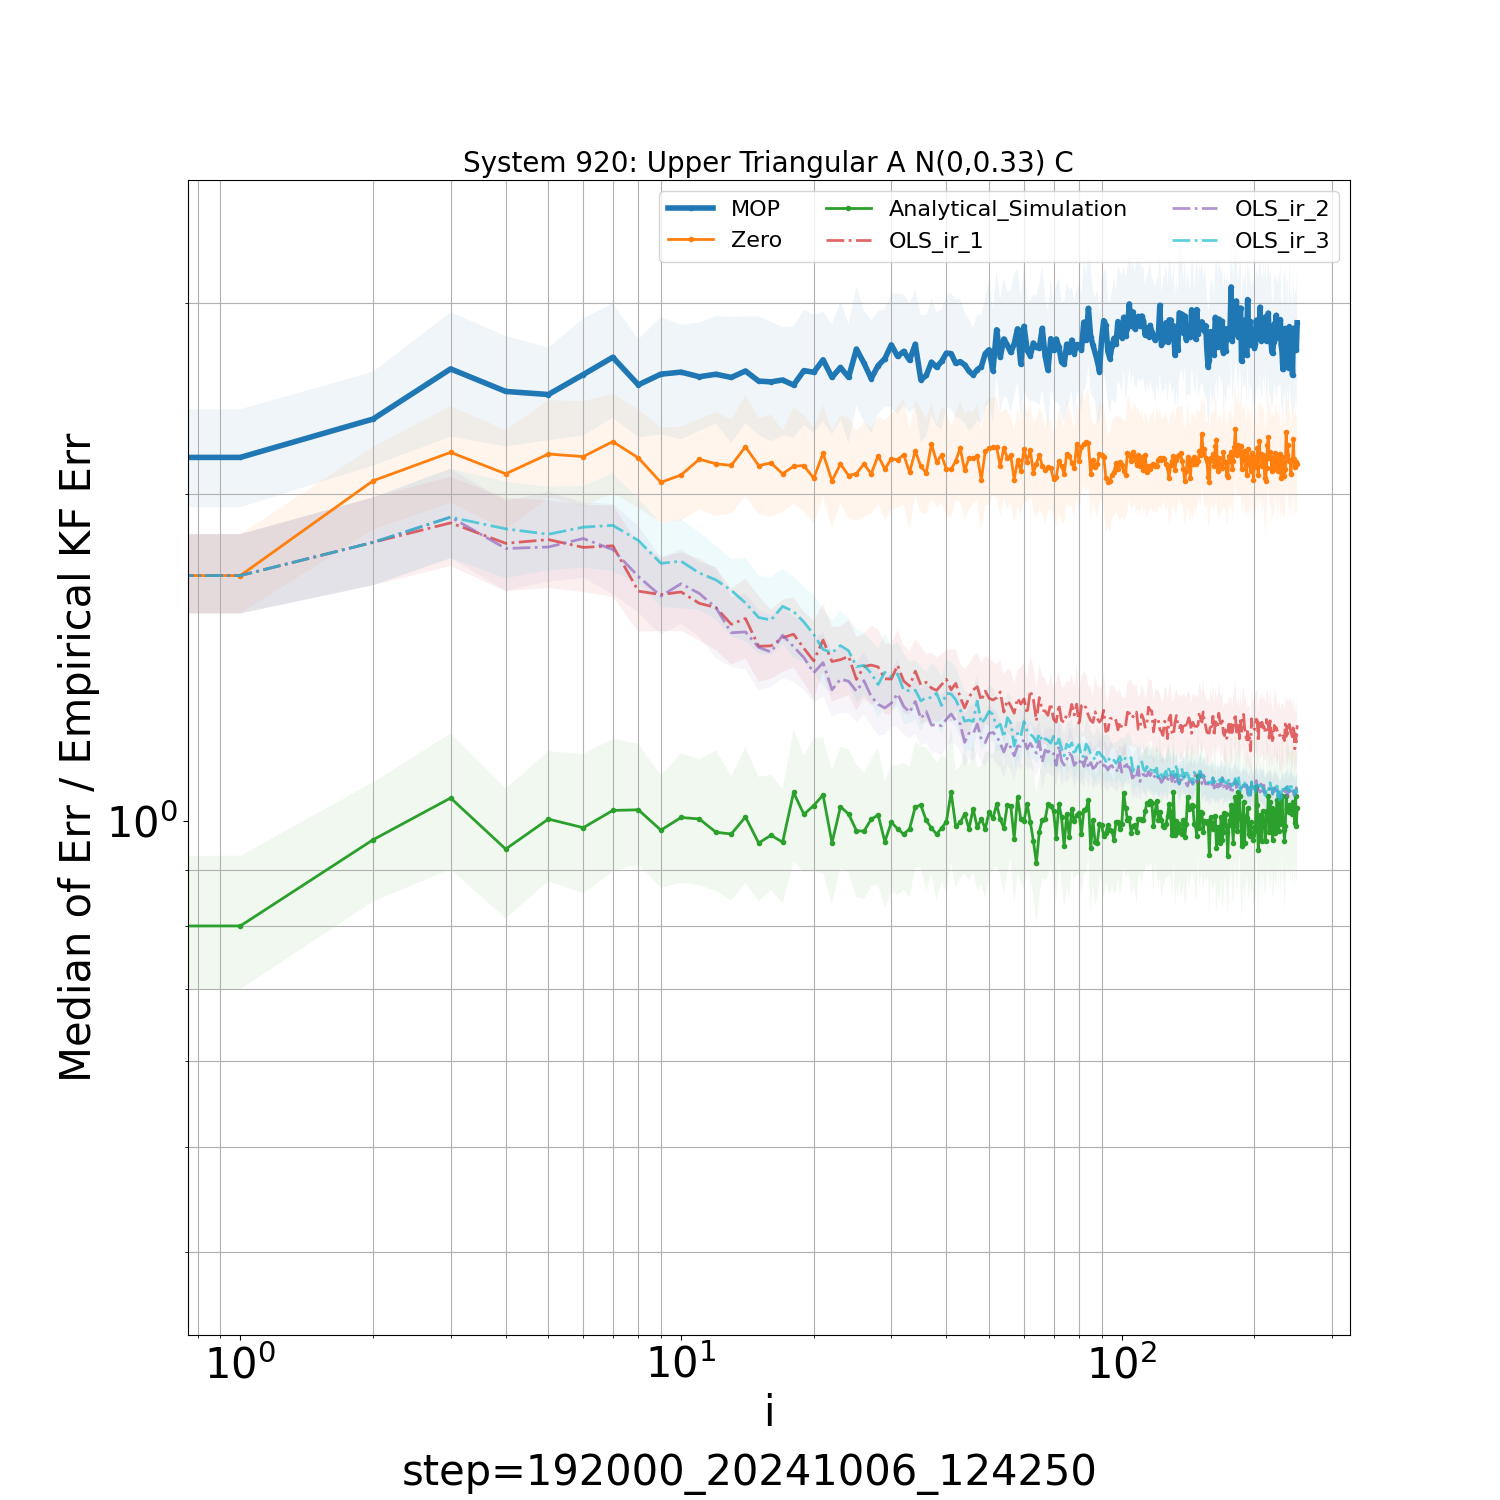 System 920: Upper Triangular A N(0,0.33) C
MOP
Zero
Analytical_Simulation
OLS_ir_1
OLS_ir_2
OLS_ir_3
Median of Err / Empirical KF Err
10⁰
10⁰ 10¹ 10²
i
step=192000_20241006_124250